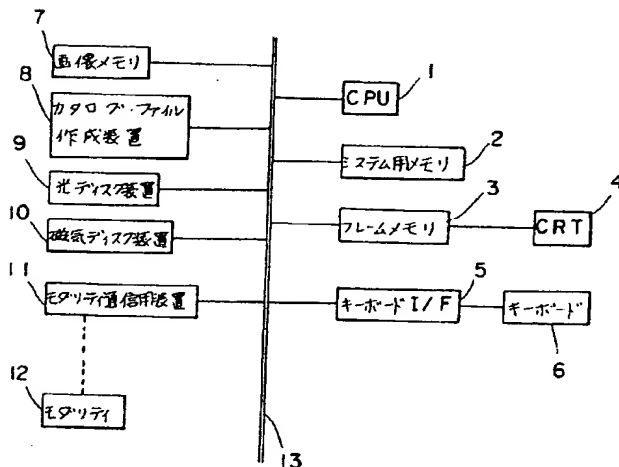 7
画像メモリ
8
カタログ・ファイル
作成装置
9
光ディスク装置
10
磁気ディスク装置
11
モダリティ通信用装置
12
モダリティ
1
CPU
2
システム用メモリ
3
フレームメモリ
4
CRT
5
キーボードI/F
キーボード
6
13